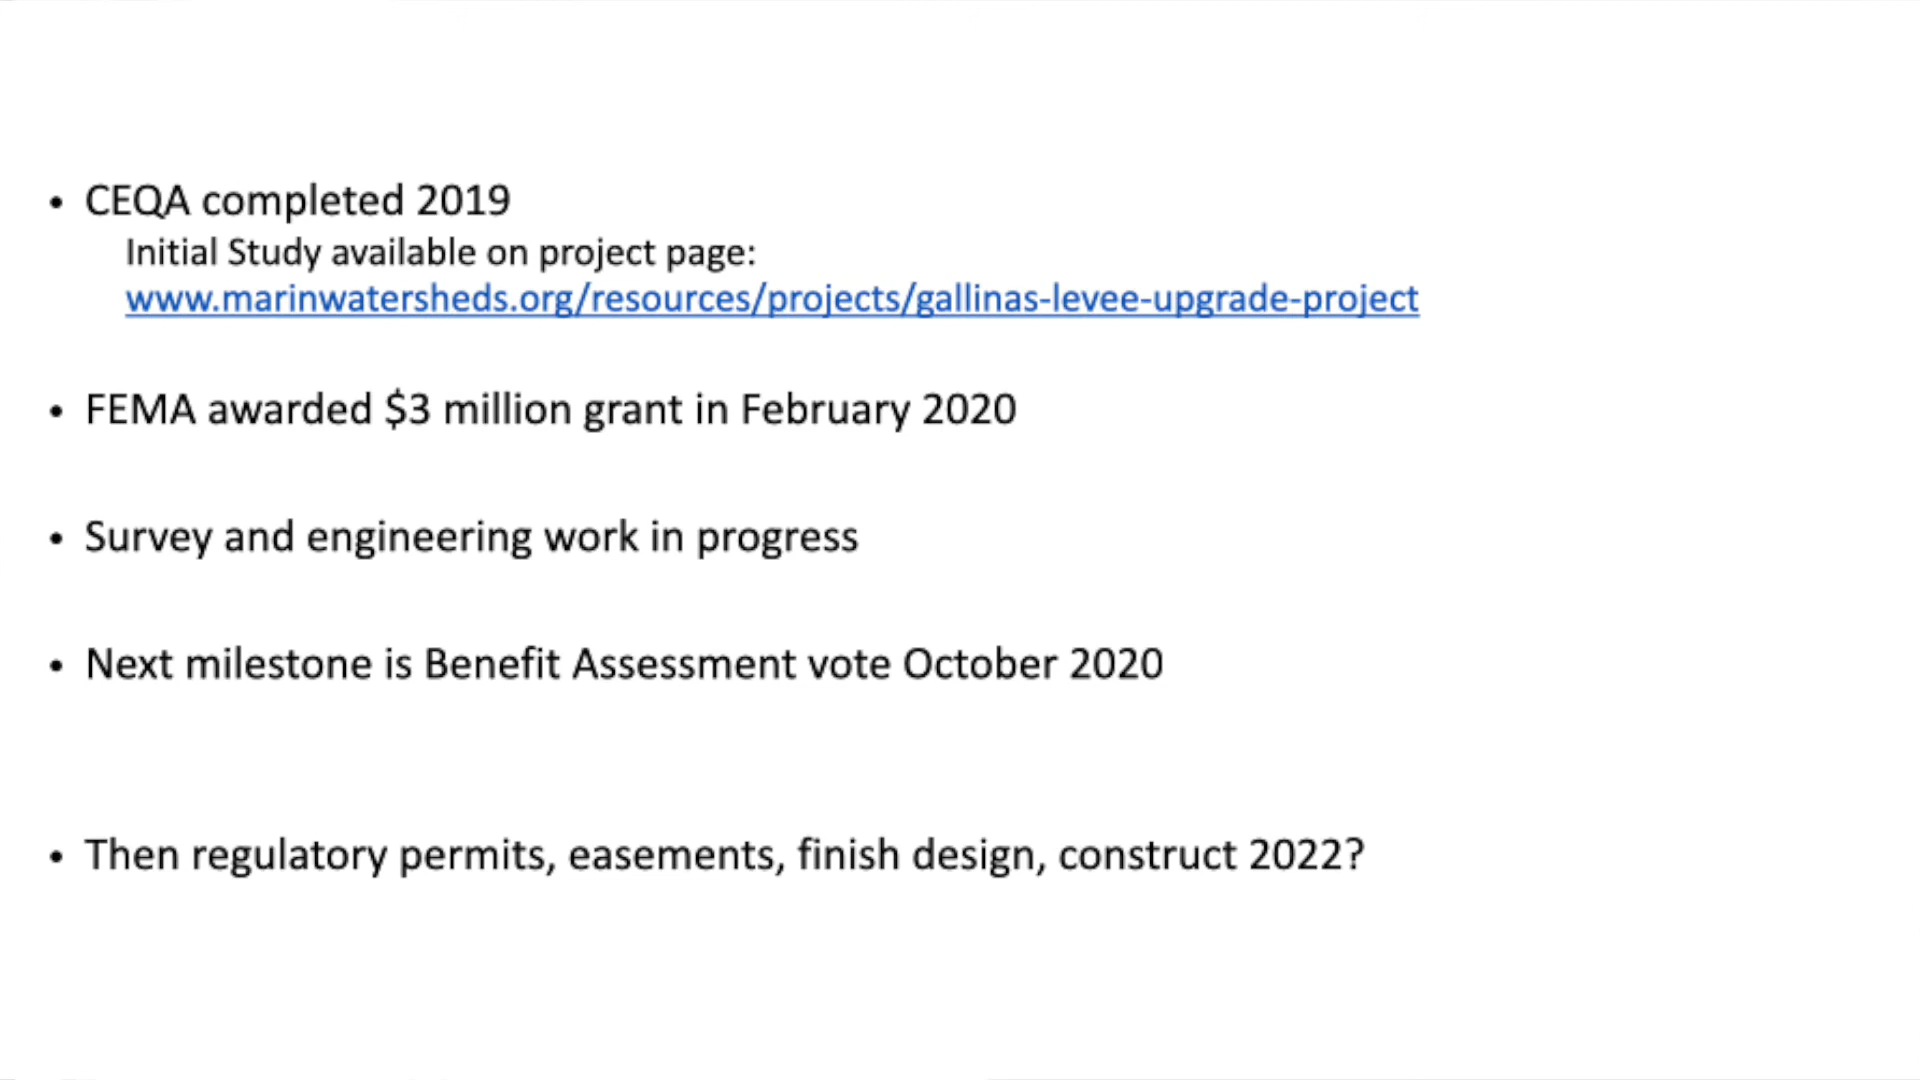 • CEQA completed 2019
Initial Study available on project page:
www.marinwatersheds.org/resources/projects/gallinas-levee-upgrade-project
• FEMA awarded $3 million grant in February 2020
• Survey and engineering work in progress
• Next milestone is Benefit Assessment vote October 2020
• Then regulatory permits, easements, finish design, construct 2022?